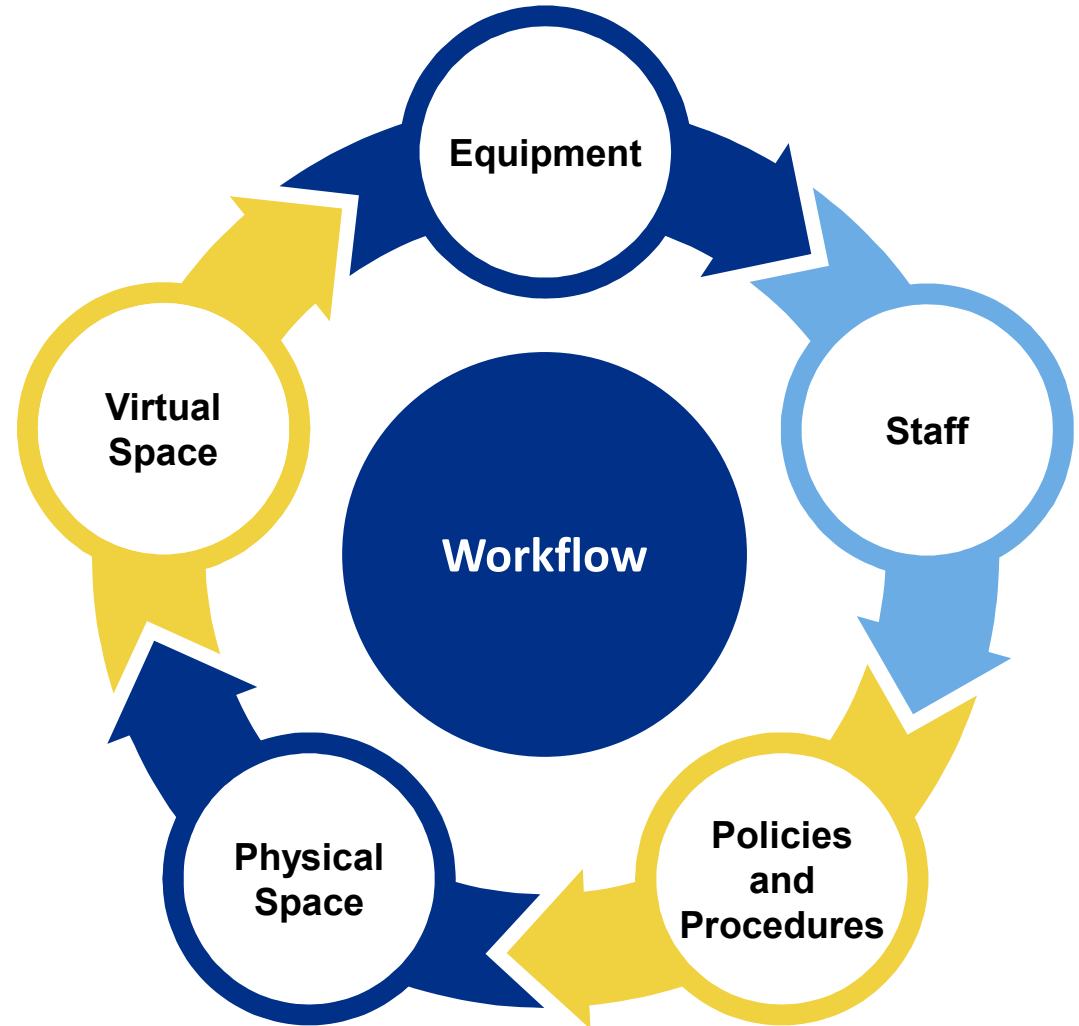 Equipment
Staff
Policies
and
Procedures
Physical
Space
Virtual
Space
Workflow